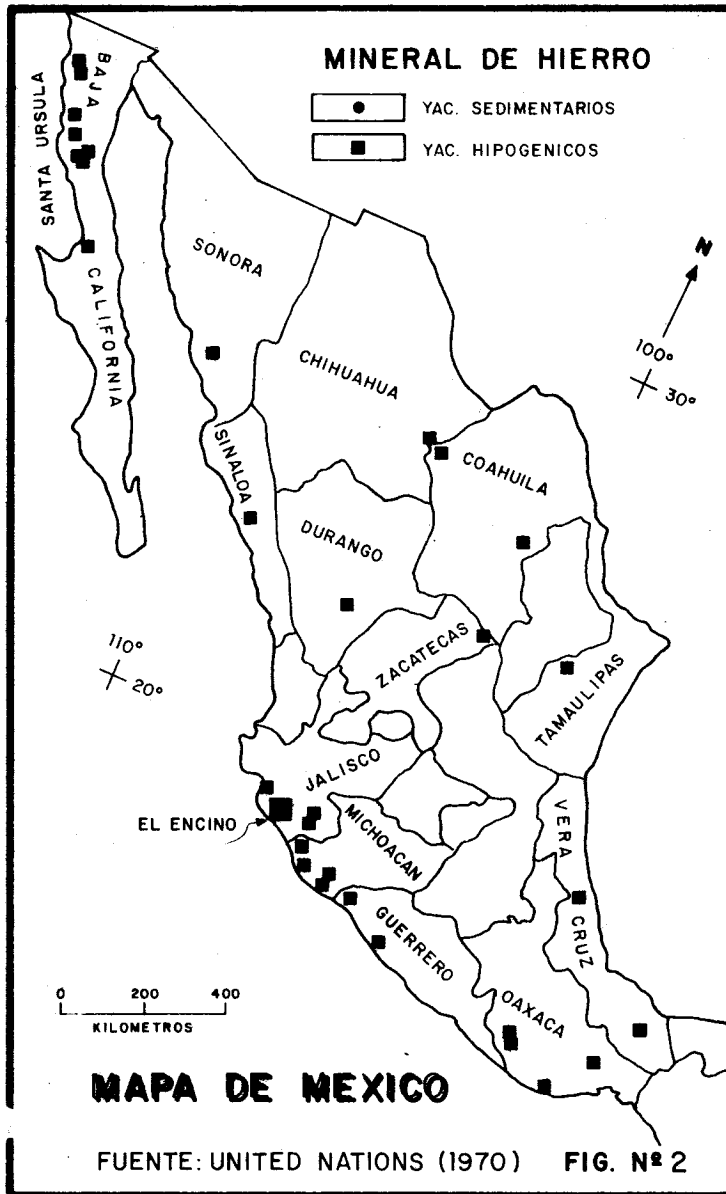 MINERAL DE HIERRO
YAC. SEDIMENTARIOS
YAC. HIPOGENICOS
BAJA
SANTA URSULA
CALIFORNIA
SONORA
N
100°
30°
CHIHUAHUA
SINALOA
COAHUILA
DURANGO
110°
20°
ZACATECAS
TAMAULIPAS
JALISCO
EL ENCINO
MICHOACAN
VERA
CRUZ
GUERRERO
OAXACA
0 200 400
KILOMETROS
MAPA DE MEXICO
FUENTE: UNITED NATIONS (1970) FIG. Nº 2